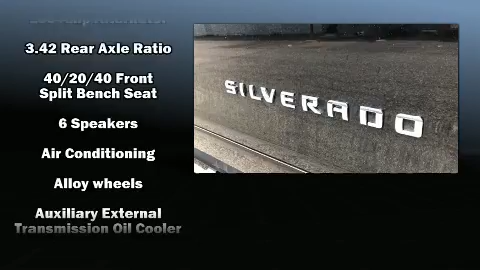 3.42 Rear Axle Ratio
40/20/40 Front
Split Bench Seat
6 Speakers
Air Conditioning
Alloy wheels
Auxiliary External
Transmission Oil Cooler
SILVERADO